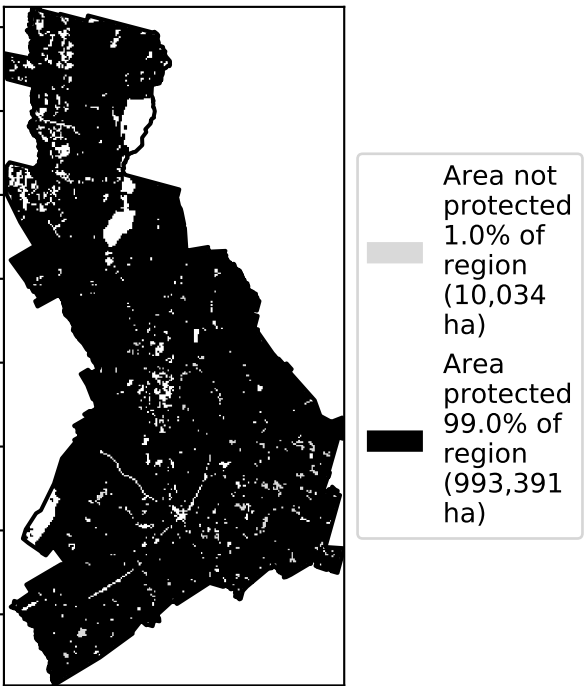 Area not
protected
1.0% of
region
(10,034
ha)
Area
protected
99.0% of
region
(993,391
ha)